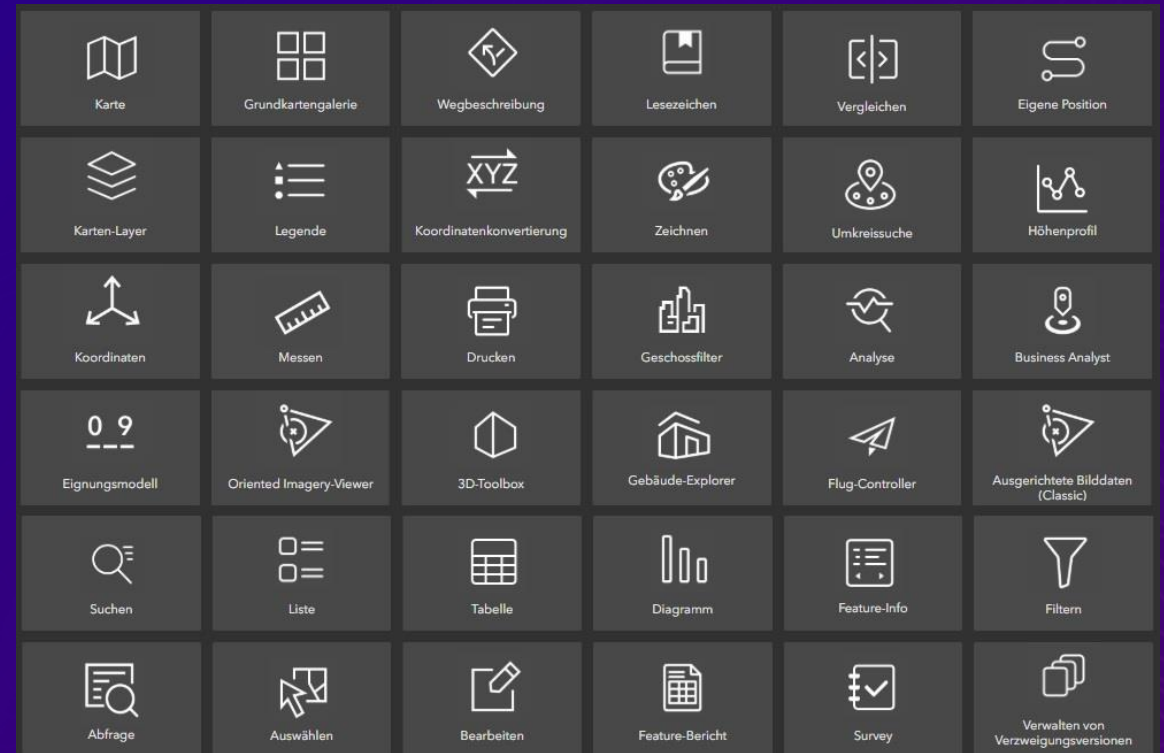 Karte
Grundkartengalerie
Wegbeschreibung
Lesezeichen
Vergleichen
Eigene Position
Karten-Layer
Legende
XYZ
Koordinatenkonvertierung
Zeichnen
Umkreissuche
Höhenprofil
Koordinaten
Messen
Drucken
Geschossfilter
Analyse
Business Analyst
0 9
Eignungsmodell
Oriented Imagery-Viewer
3D-Toolbox
Gebäude-Explorer
Flug-Controller
Ausgerichtete Bilddaten
(Classic)
Suchen
Liste
Tabelle
Diagramm
Feature-Info
Filtern
Abfrage
Auswählen
Bearbeiten
Feature-Bericht
Survey
Verwalten von
Verzweigungsversionen